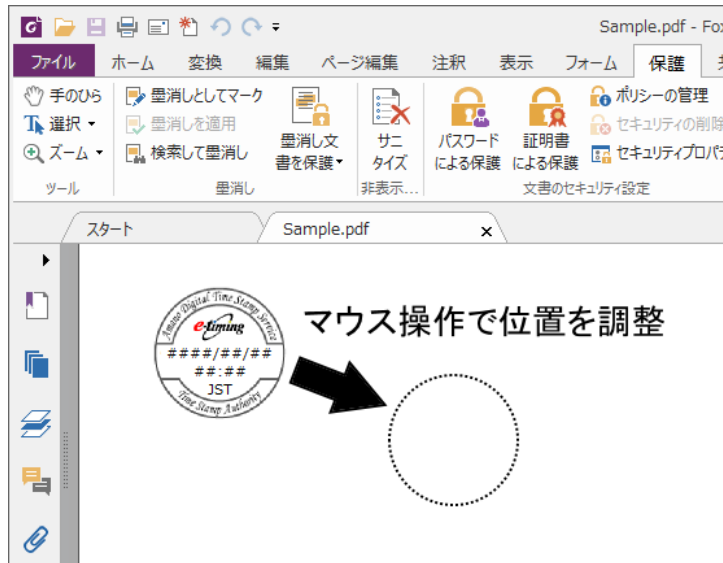 Sample.pdf - Fox
ファイル ホーム 変換 編集 ページ編集 注釈 表示 フォーム 保護
手のひら
選択
ズーム
ツール
墨消しとしてマーク
墨消しを適用
検索して墨消し
墨消し文
書を保護
墨消し
サニ
タイズ
非表示...
パスワード
による保護
証明書
による保護
ポリシーの管理
セキュリティの削除
セキュリティプロパ
文書のセキュリティ設定
スタート
Sample.pdf
Amano Digital Time Stamp Service
e-timing
####/##/##
##:##
JST
Time Stamp Authority
マウス操作で位置を調整